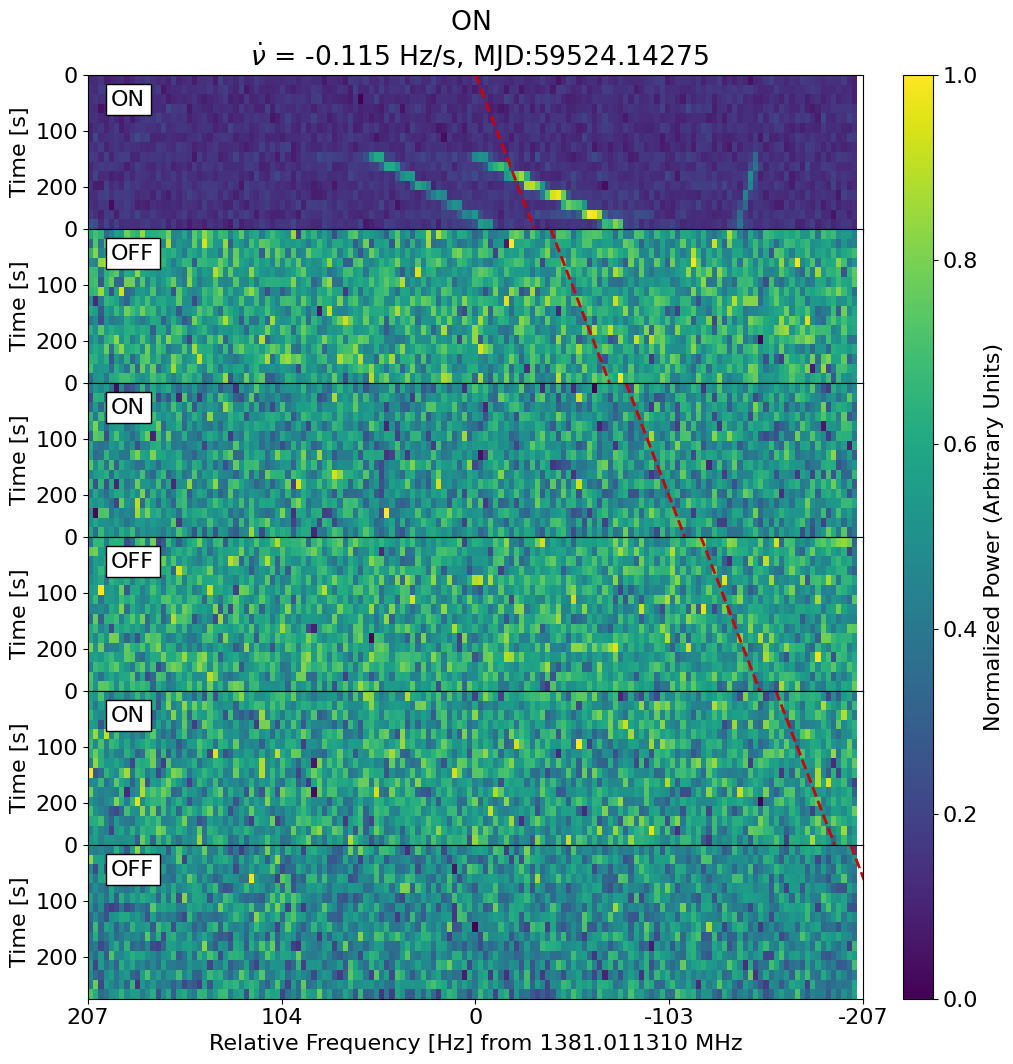 ON
ν̇ = -0.115 Hz/s, MJD:59524.14275
0
100
200
Time [s]
ON
0
100
200
Time [s]
OFF
0
100
200
Time [s]
ON
0
100
200
Time [s]
OFF
0
100
200
Time [s]
ON
0
100
200
Time [s]
OFF
207
104
0
-103
-207
Relative Frequency [Hz] from 1381.011310 MHz
1.0
0.8
0.6
0.4
0.2
0.0
Normalized Power (Arbitrary Units)